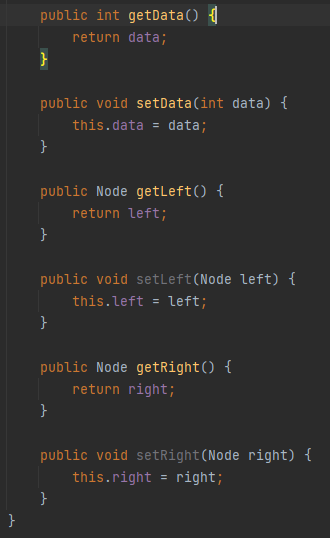 public int getData() {
return data;
}
public void setData(int data) {
this.data = data;
}
public Node getLeft() {
return left;
}
public void setLeft(Node left) {
this.left = left;
}
public Node getRight() {
return right;
}
public void setRight(Node right) {
this.right = right;
}
}